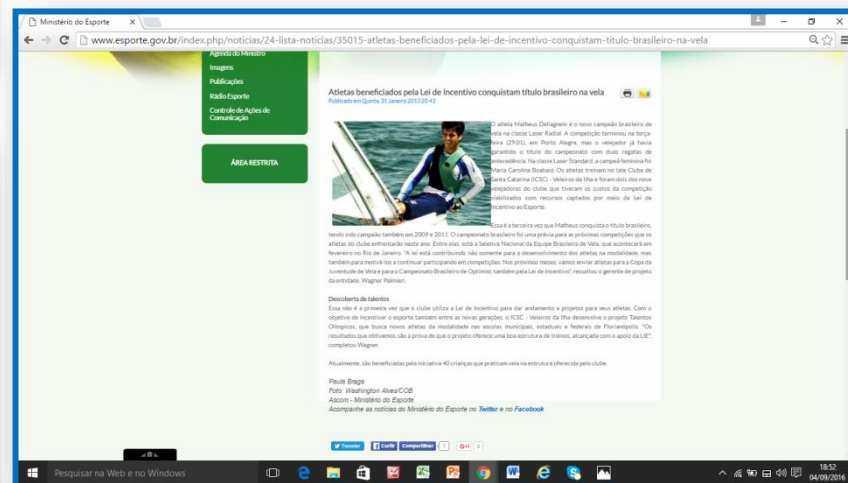 Ministério do Esporte
www.esporte.gov.br/index.php/noticias/24-lista-noticias/35015-atletas-beneficiados-pela-lei-de-incentivo-conquistam-titulo-brasileiro-na-vela
Agenda do Ministro
Imagens
Publicações
Rádio Esporte
Controle de Ações de
Comunicação
ÁREA RESTRITA
Atletas beneficiados pela Lei de Incentivo conquistam título brasileiro na vela
Publicado em Quinta, 31 Janeiro 2013 20:43
O atleta Matheus Dellagnelo é o novo campeão brasileiro de
vela na classe Laser Radial. A competição terminou na terça-
feira (29.01), em Porto Alegre, mas o velejador já havia
garantido o título do campeonato com duas regatas de
antecedência. Na classe Laser Standard, a campeã feminina foi
Maria Carolina Boabaid. Os atletas treinam no Iate Clube de
Santa Catarina (ICSC) - Veleiros da Ilha e foram dois dos nove
velejadores do clube que tiveram os custos da competição
viabilizados com recursos captados por meio da Lei de
Incentivo ao Esporte.
Essa é a terceira vez que Matheus conquista o título brasileiro,
tendo sido campeão também em 2009 e 2011. O campeonato brasileiro foi uma prévia para as próximas competições que os
atletas do clube enfrentarão neste ano. Entre elas, está a Seletiva Nacional da Equipe Brasileira de Vela, que acontecerá em
fevereiro no Rio de Janeiro. "A lei está contribuindo não somente para o desenvolvimento dos atletas na modalidade, mas
também para motivá-los a continuar participando em competições. Nos próximos meses, vamos enviar atletas para a Copa da
Juventude de Vela e para o Campeonato Brasileiro de Optimist, também pela Lei de Incentivo", ressaltou o gerente de projeto
da entidade, Wagner Palmieri.
Descoberta de talentos
Essa não é a primeira vez que o clube utiliza a Lei de Incentivo para dar andamento a projetos para seus atletas. Com o
objetivo de incentivar o esporte também entre as novas gerações, o ICSC - Veleiros da Ilha desenvolve o projeto Talentos
Olímpicos, que busca novos atletas da modalidade nas escolas municipais, estaduais e federais de Florianópolis. "Os
resultados que obtivemos são a prova de que o projeto oferece uma boa estrutura de treinos, alcançada com o apoio da LIE",
completou Wagner.
Atualmente, são beneficiadas pela iniciativa 40 crianças que praticam vela na estrutura oferecida pelo clube.
Paula Braga
Foto: Washington Alves/COB
Ascom - Ministério do Esporte
Acompanhe as notícias do Ministério do Esporte no Twitter e no Facebook
Tweetar Curtir Compartilhar 1 G+1 0
Pesquisar na Web e no Windows
18:52
04/09/2016